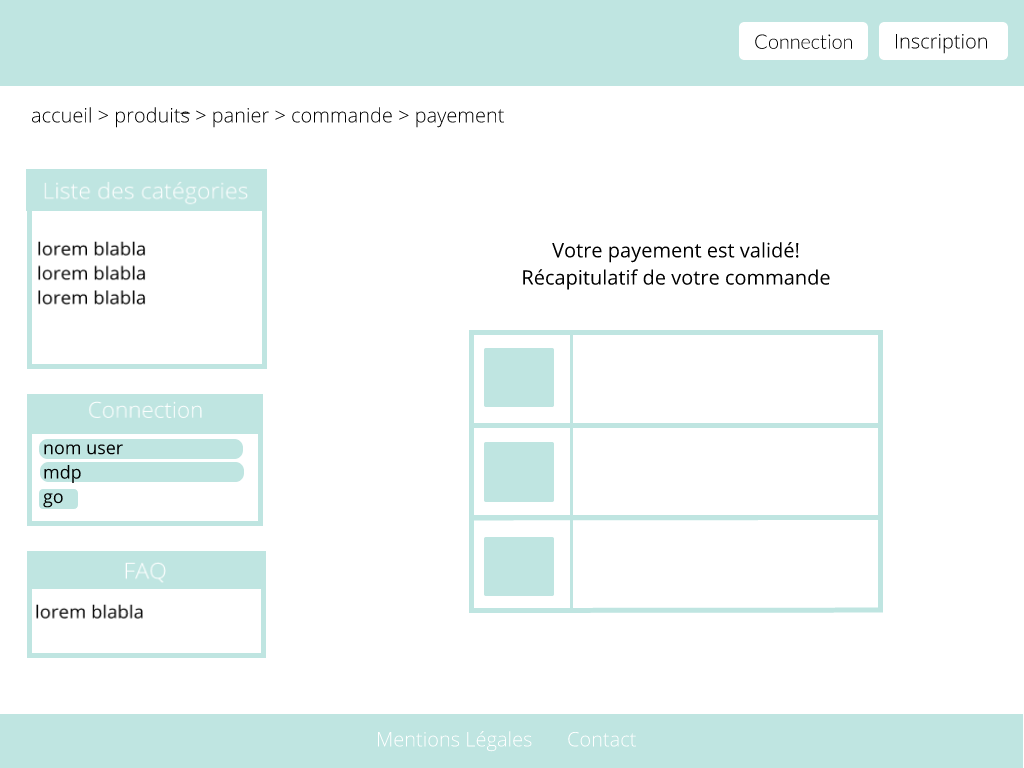 Connection
Inscription
accueil > produits > panier > commande > payement
Liste des catégories
lorem blabla
lorem blabla
lorem blabla
Votre payement est validé!
Récapitulatif de votre commande
Connection
nom user
mdp
go
FAQ
lorem blabla
Mentions Légales
Contact